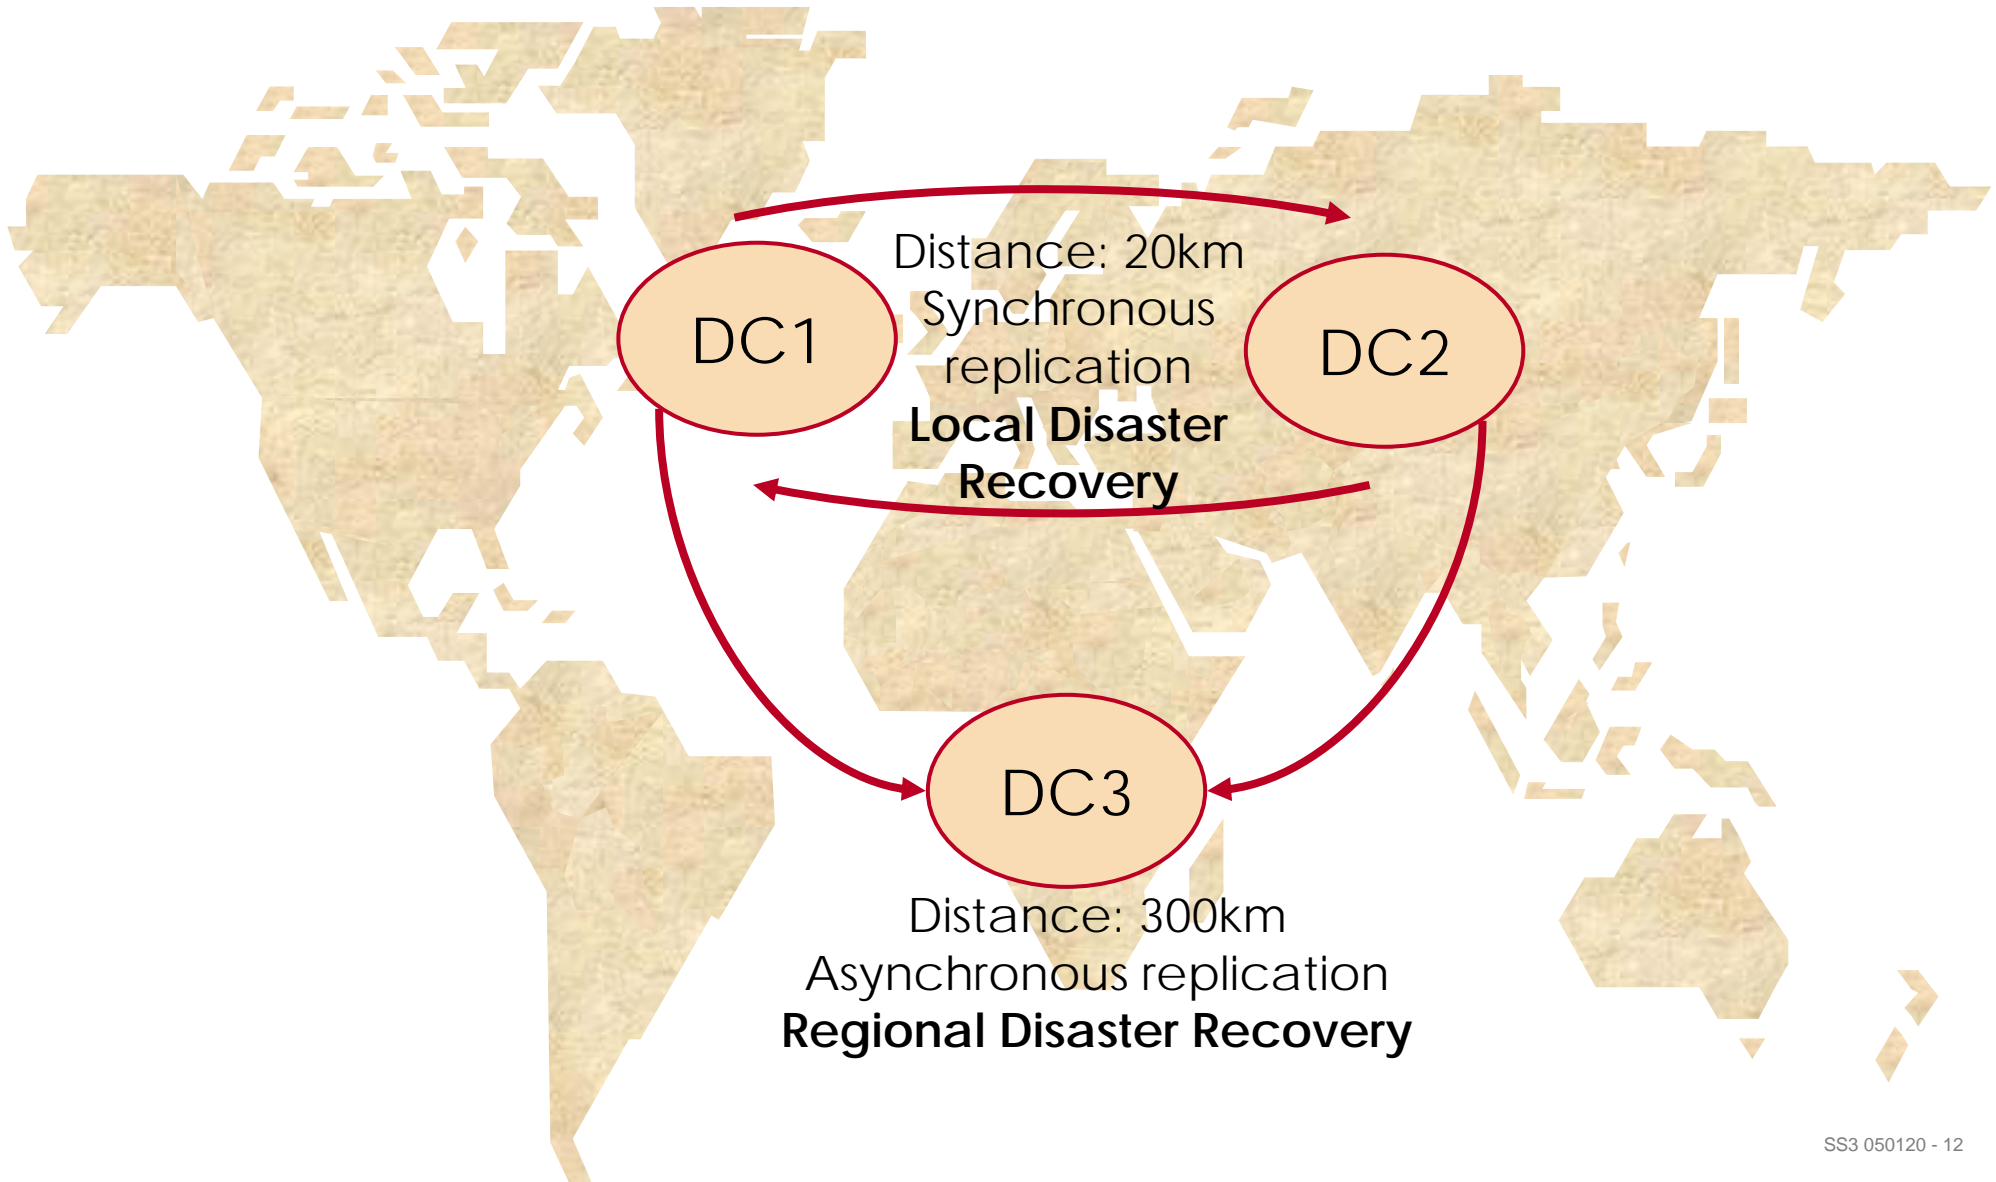 Distance: 20km
Synchronous
replication
Local Disaster
Recovery
DC1
DC2
DC3
Distance: 300km
Asynchronous replication
Regional Disaster Recovery
SS3 050120 - 12